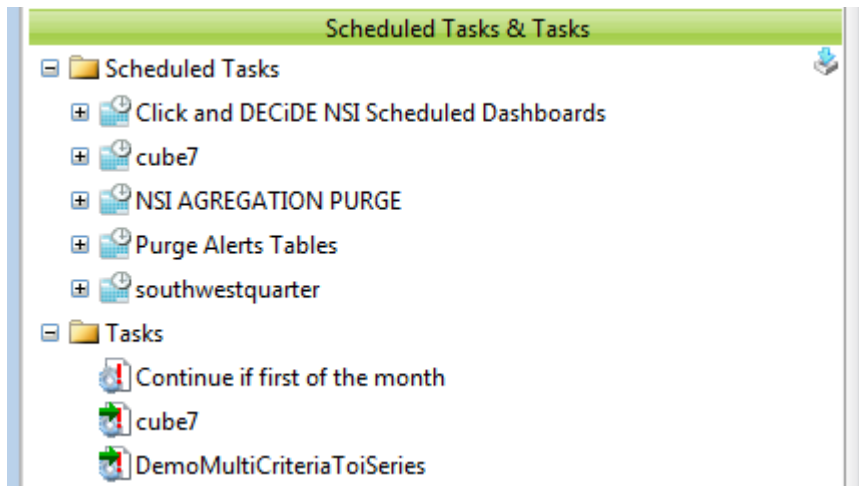 Scheduled Tasks & Tasks
Scheduled Tasks
Click and DECiDE NSI Scheduled Dashboards
cube7
NSI AGREGATION PURGE
Purge Alerts Tables
southwestquarter
Tasks
Continue if first of the month
cube7
DemoMultiCriteriaToiSeries